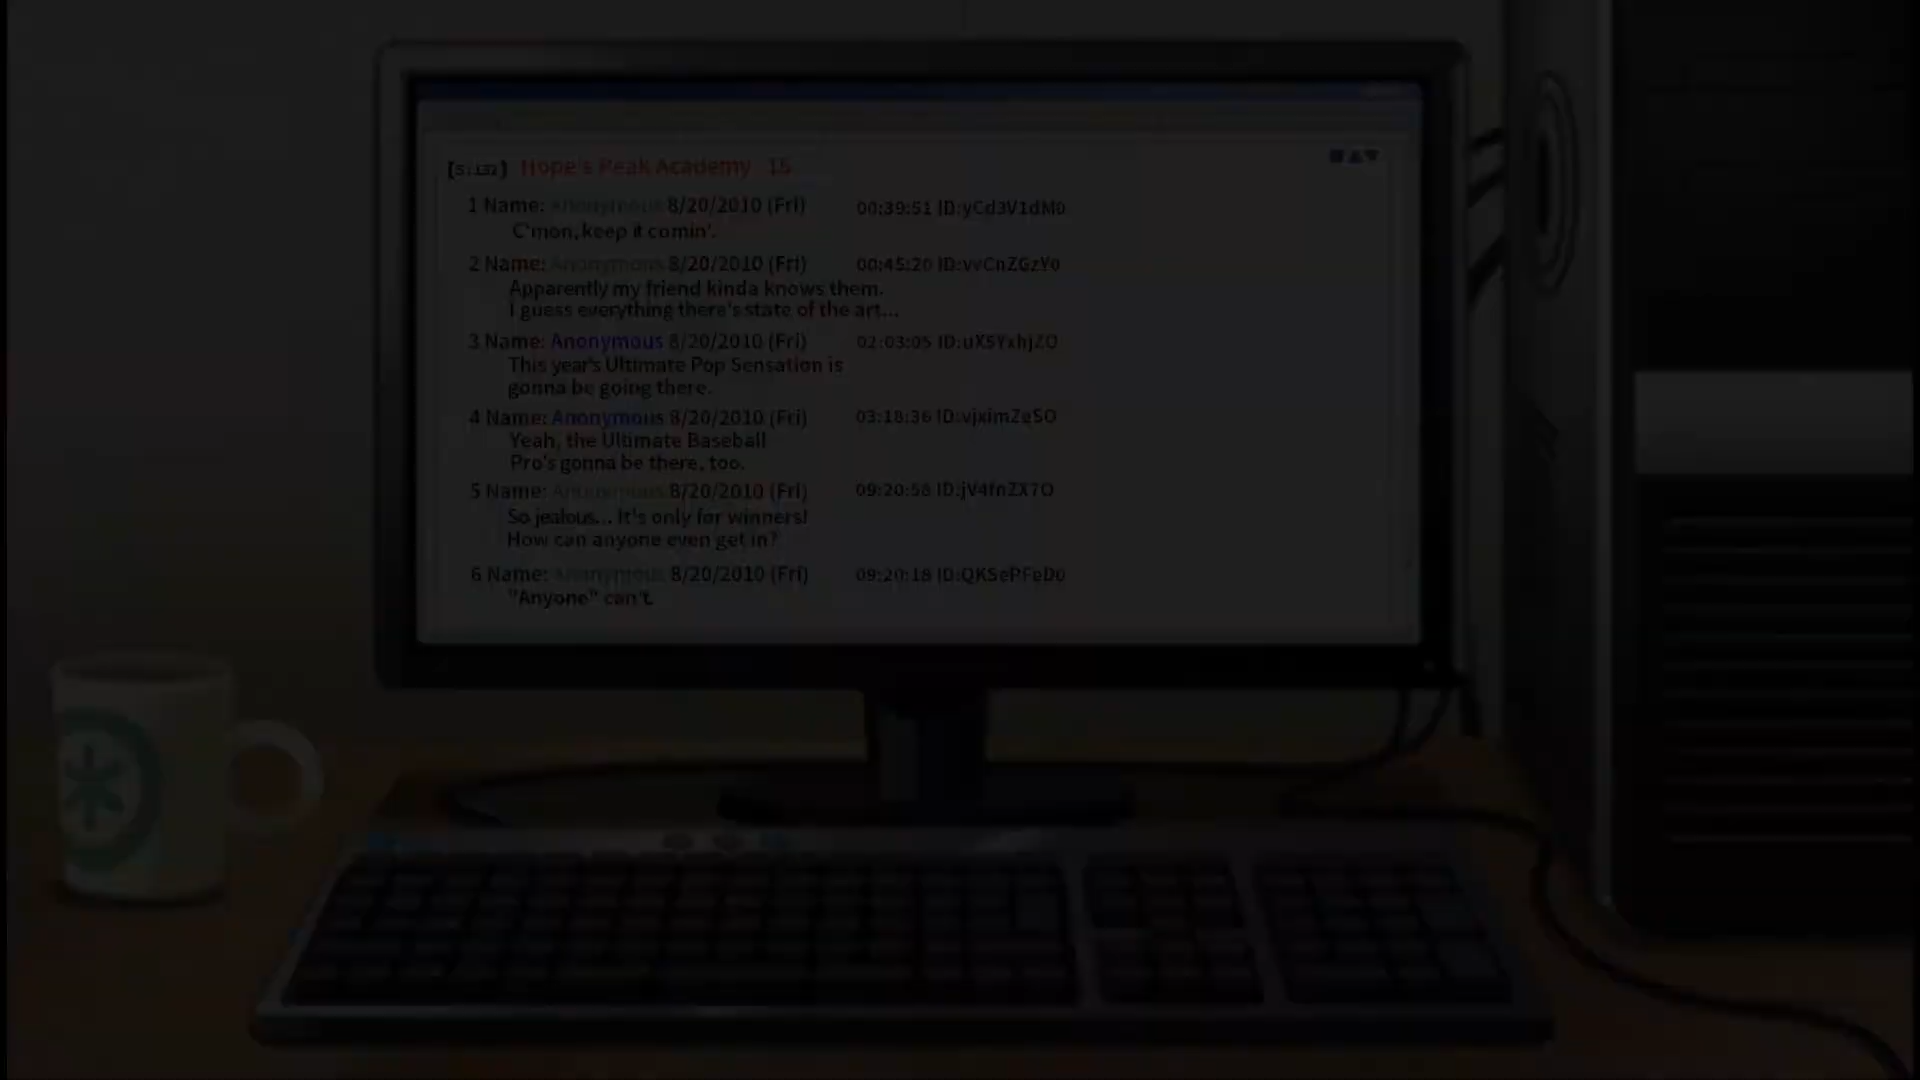 [5:132] Hope's Peak Academy 15
1 Name: Anonymous 8/20/2010 (Fri) 00:39:51 ID:yCd3V1dM0
C'mon, keep it comin'.
2 Name: Anonymous 8/20/2010 (Fri) 00:45:20 ID:vvCnZGzY0
Apparently my friend kinda knows them.
I guess everything there's state of the art...
3 Name: Anonymous 8/20/2010 (Fri) 02:03:05 ID:uX5YxhjZO
This year's Ultimate Pop Sensation is
gonna be going there.
4 Name: Anonymous 8/20/2010 (Fri) 03:18:36 ID:vjximZeSO
Yeah, the Ultimate Baseball
Pro's gonna be there, too.
5 Name: Anonymous 8/20/2010 (Fri) 09:20:58 ID:jV4fnZX7O
So jealous... It's only for winners!
How can anyone even get in?
6 Name: Anonymous 8/20/2010 (Fri) 09:20:18 ID:QKSePFeD0
"Anyone" can't.